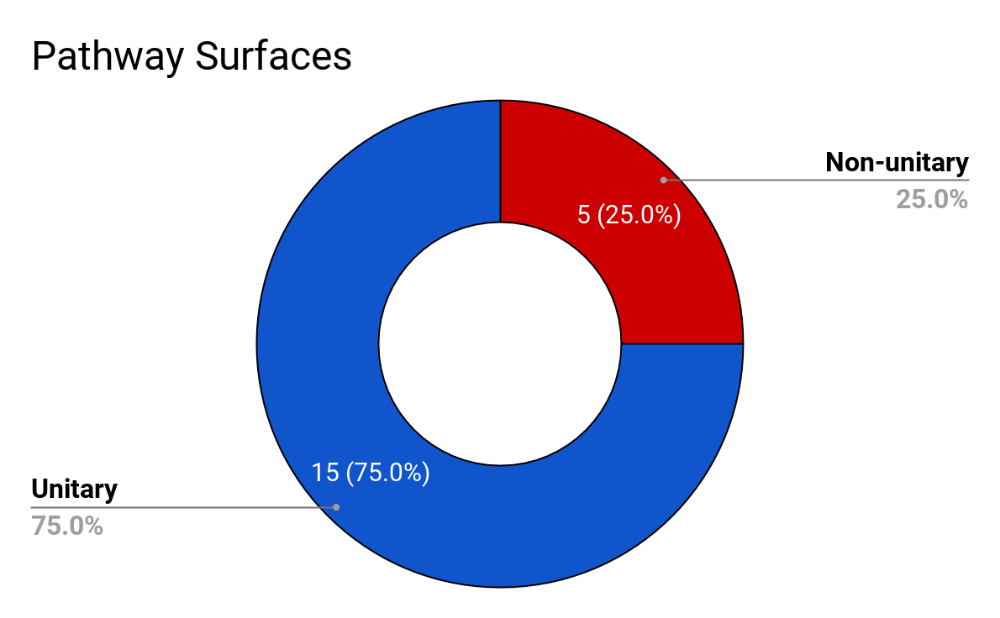 Pathway Surfaces
Non-unitary
25.0%
5 (25.0%)
15 (75.0%)
Unitary
75.0%